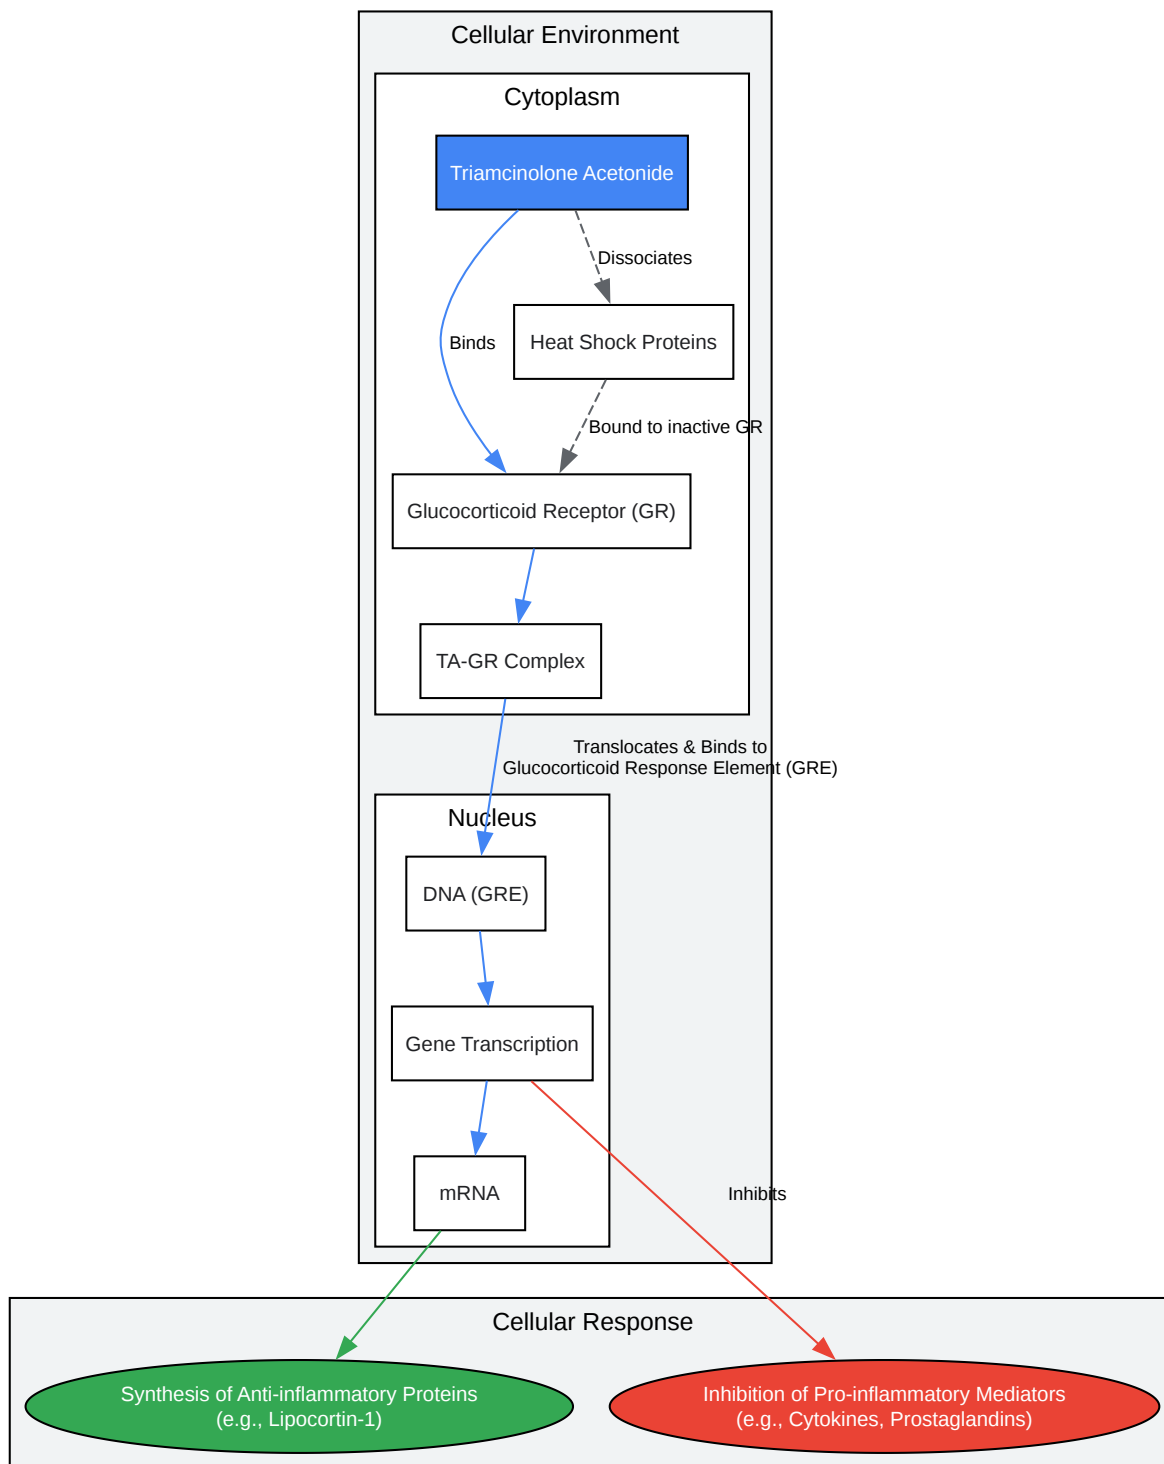 Cellular Environment
Cytoplasm
Triamcinolone Acetonide
Dissociates
Binds
Heat Shock Proteins
Bound to inactive GR
Glucocorticoid Receptor (GR)
TA-GR Complex
Translocates & Binds to
Glucocorticoid Response Element (GRE)
Nucleus
DNA (GRE)
Gene Transcription
mRNA
Inhibits
Cellular Response
Synthesis of Anti-inflammatory Proteins
(e.g., Lipocortin-1)
Inhibition of Pro-inflammatory Mediators
(e.g., Cytokines, Prostaglandins)